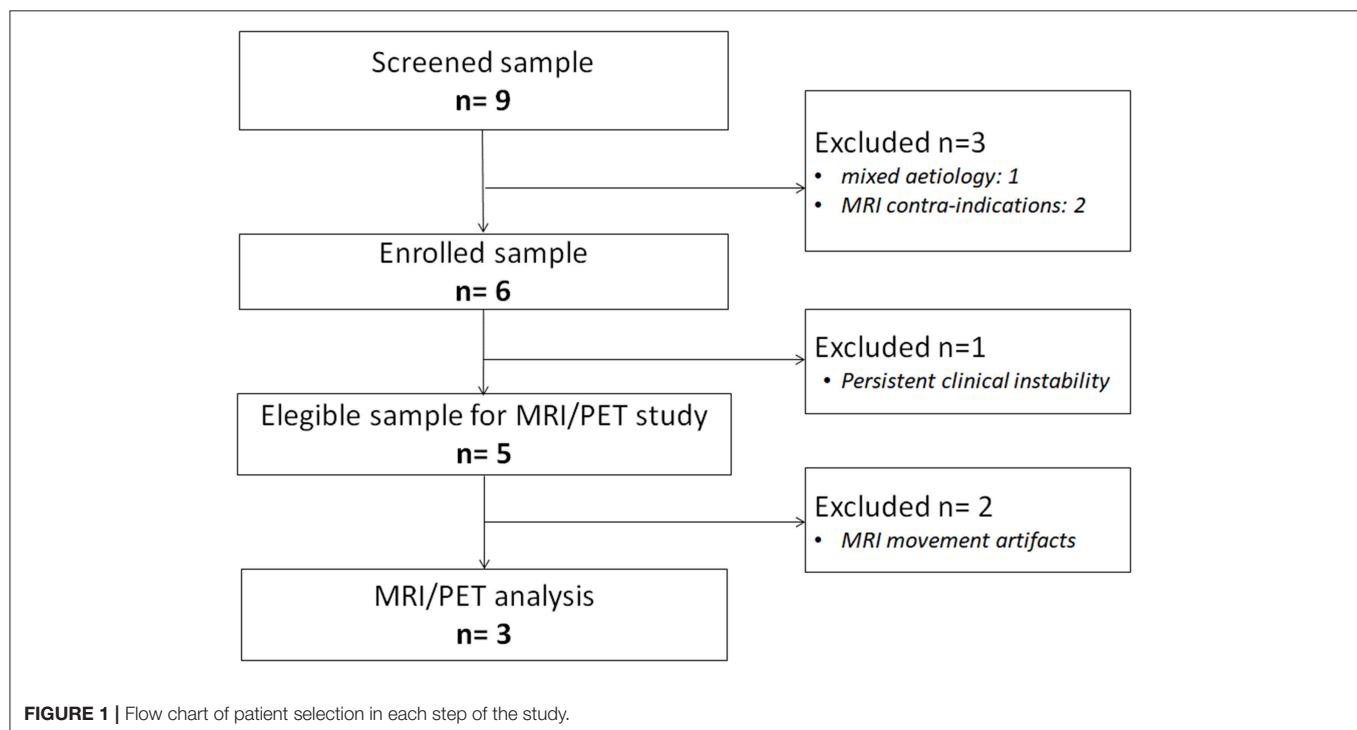 Screened sample
n= 9
Excluded n=3
• mixed aetiology: 1
• MRI contra-indications: 2
Enrolled sample
n= 6
Excluded n=1
• Persistent clinical instability
Elegible sample for MRI/PET study
n= 5
Excluded n= 2
• MRI movement artifacts
MRI/PET analysis
n= 3
FIGURE 1 | Flow chart of patient selection in each step of the study.